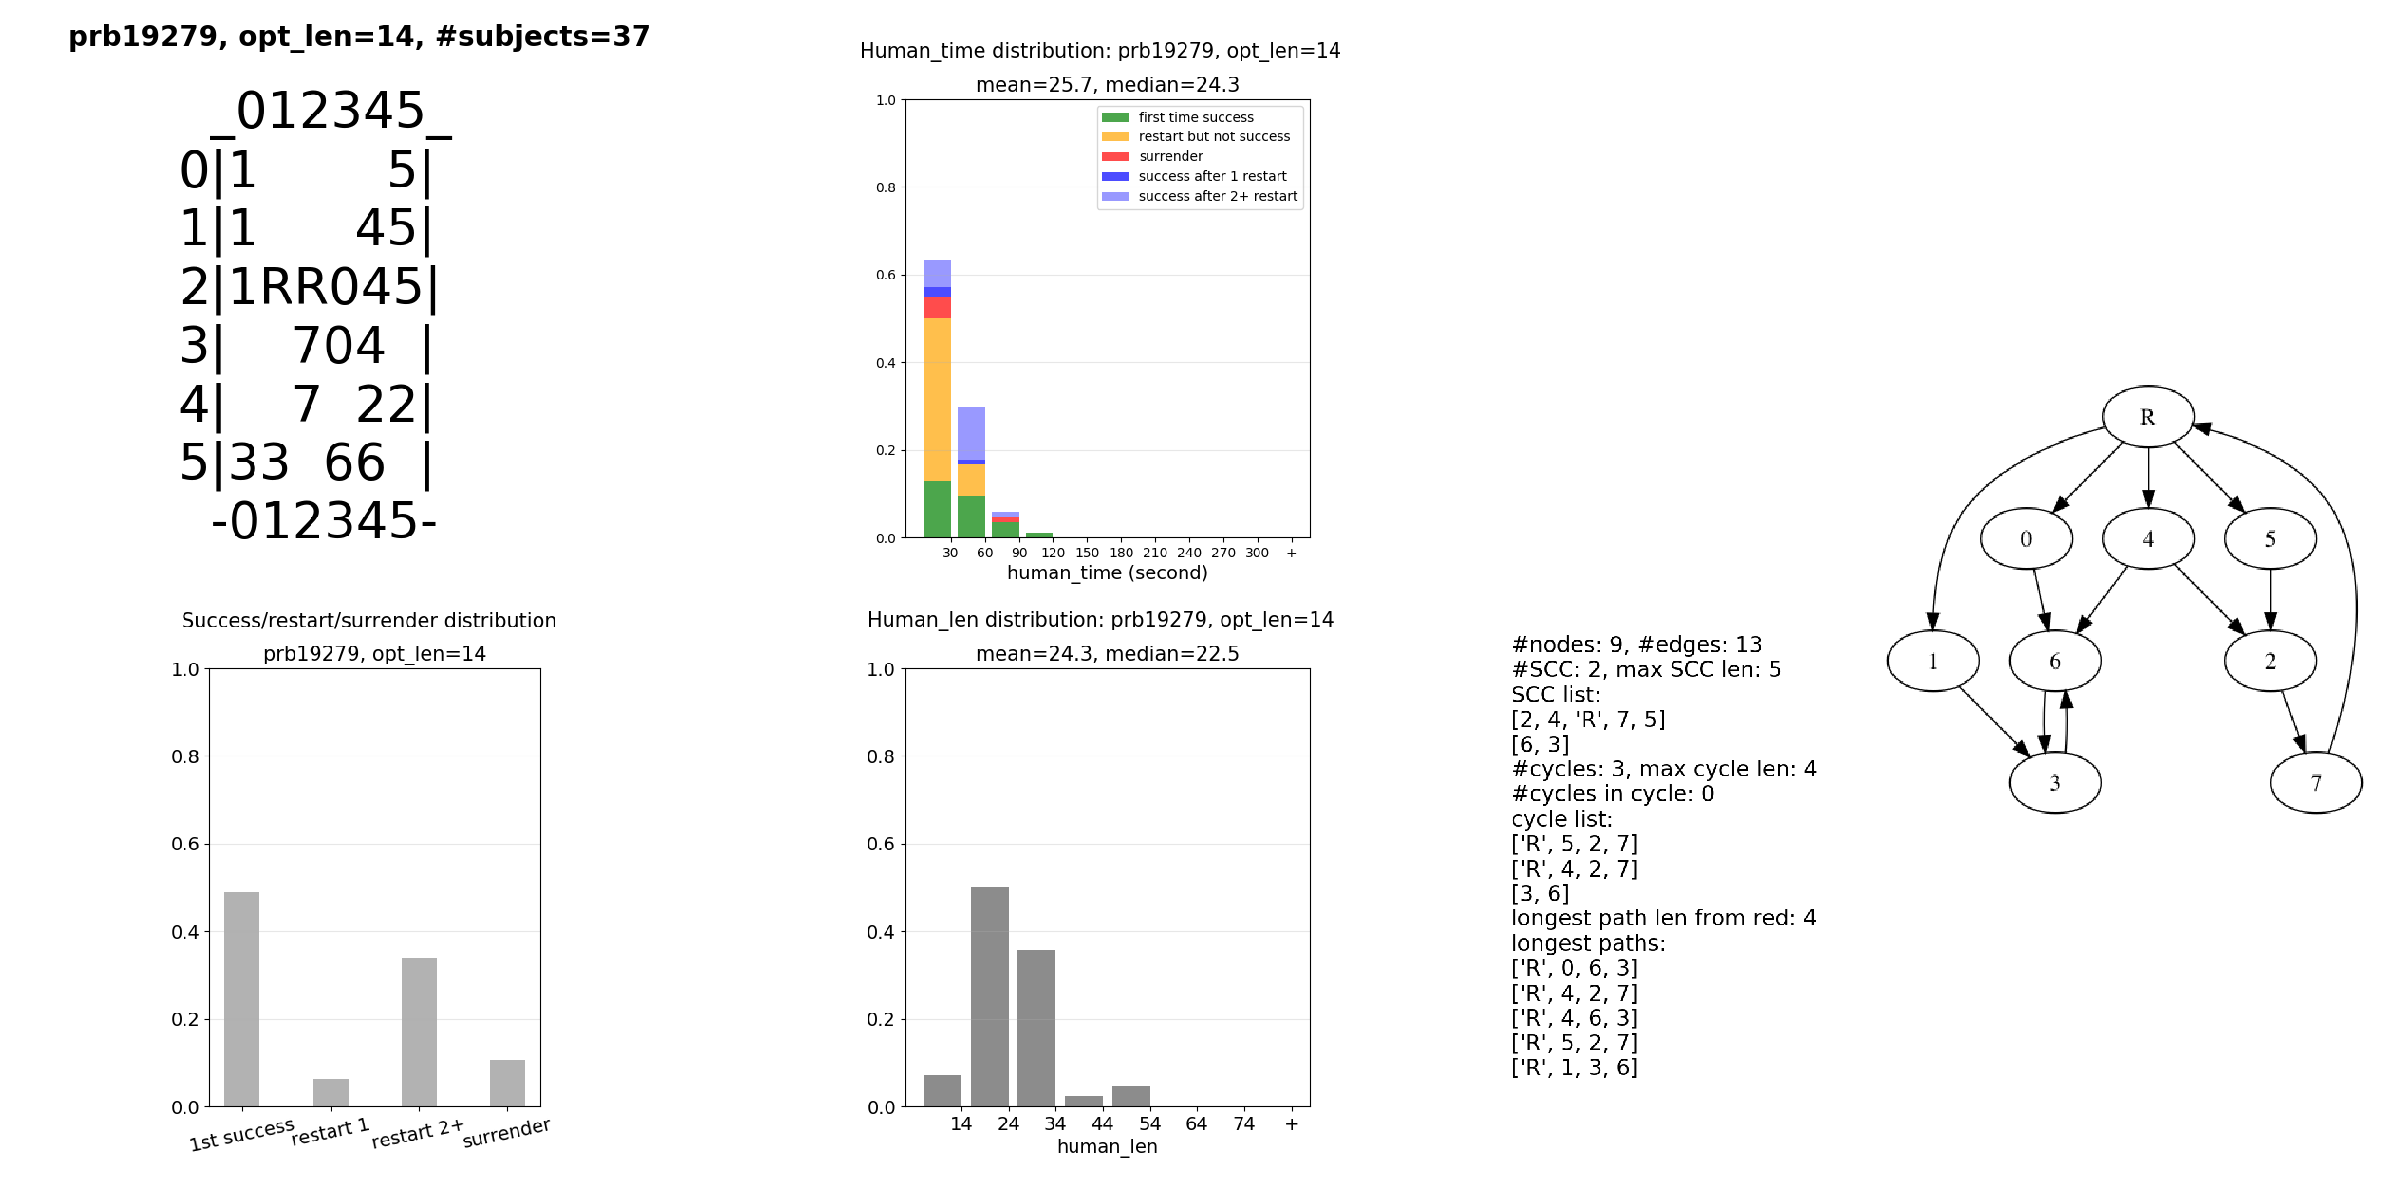 prb19279, opt_len=14, #subjects=37
_012345_
0|1    5|
1|1   45|
2|1RR045|
3|  704 |
4|  7 22|
5|33 66 |
-012345-
Human_time distribution: prb19279, opt_len=14
mean=25.7, median=24.3
1.0
0.8
0.6
0.4
0.2
0.0
first time success
restart but not success
surrender
success after 1 restart
success after 2+ restart
30 60 90 120 150 180 210 240 270 300 +
human_time (second)
Success/restart/surrender distribution
prb19279, opt_len=14
1.0
0.8
0.6
0.4
0.2
0.0
1st success restart 1 restart 2+ surrender
Human_len distribution: prb19279, opt_len=14
mean=24.3, median=22.5
1.0
0.8
0.6
0.4
0.2
0.0
14 24 34 44 54 64 74 +
human_len
#nodes: 9, #edges: 13
#SCC: 2, max SCC len: 5
SCC list:
[2, 4, 'R', 7, 5]
[6, 3]
#cycles: 3, max cycle len: 4
#cycles in cycle: 0
cycle list:
['R', 5, 2, 7]
['R', 4, 2, 7]
[3, 6]
longest path len from red: 4
longest paths:
['R', 0, 6, 3]
['R', 4, 2, 7]
['R', 4, 6, 3]
['R', 5, 2, 7]
['R', 1, 3, 6]
R
0 4 5
1 6 2
3 7